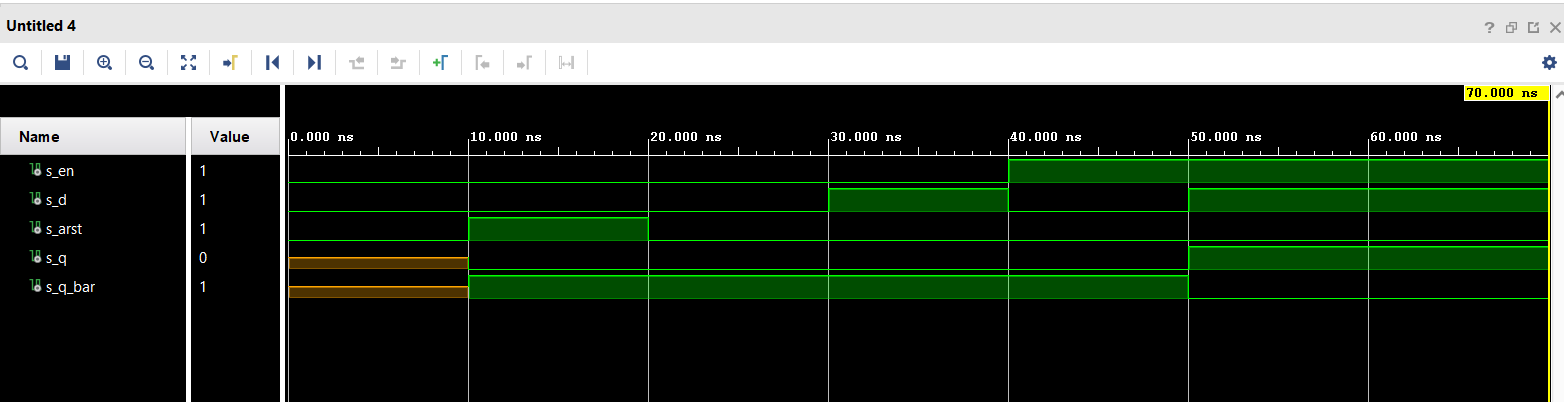 Untitled 4
?
70.000 ns
Name Value
0.000 ns 10.000 ns 20.000 ns 30.000 ns 40.000 ns 50.000 ns 60.000 ns
s_en 1
s_d 1
s_arst 1
s_q 0
s_q_bar 1